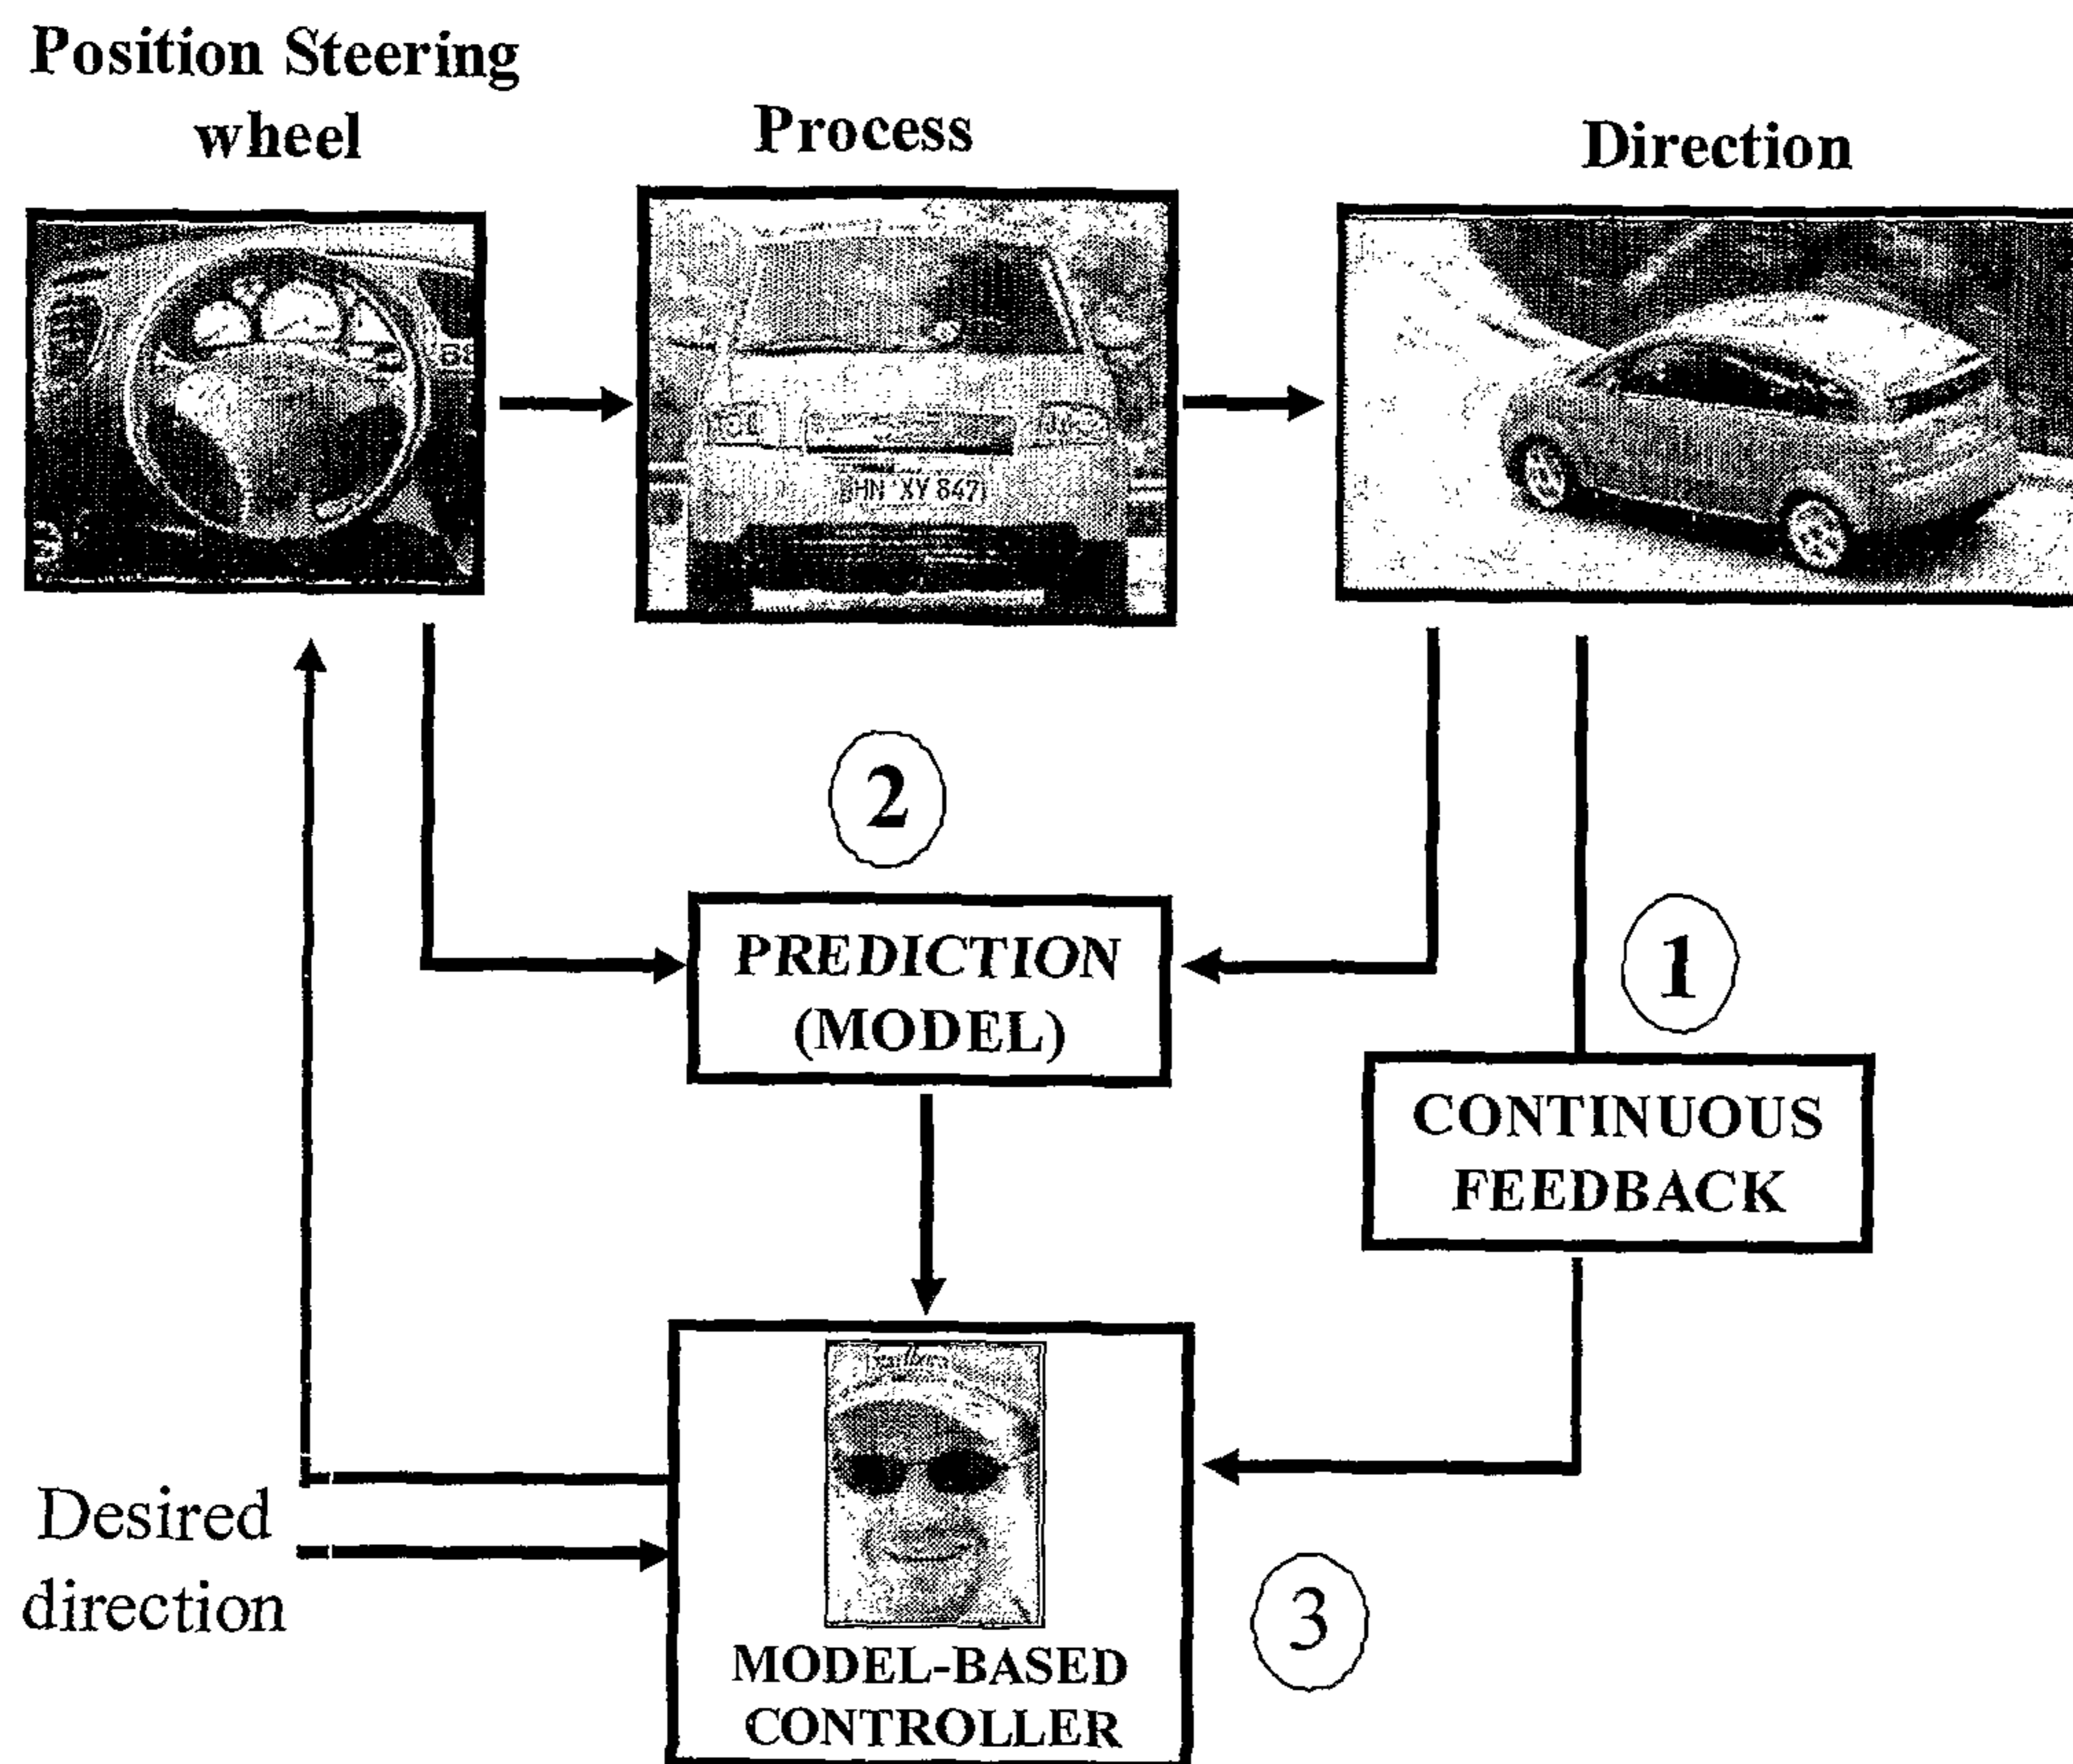 Position Steering
wheel
Process
Direction
HN XY 847
2
1
PREDICTION
(MODEL)
CONTINUOUS
FEEDBACK
Desired
direction
3
MODEL-BASED
CONTROLLER